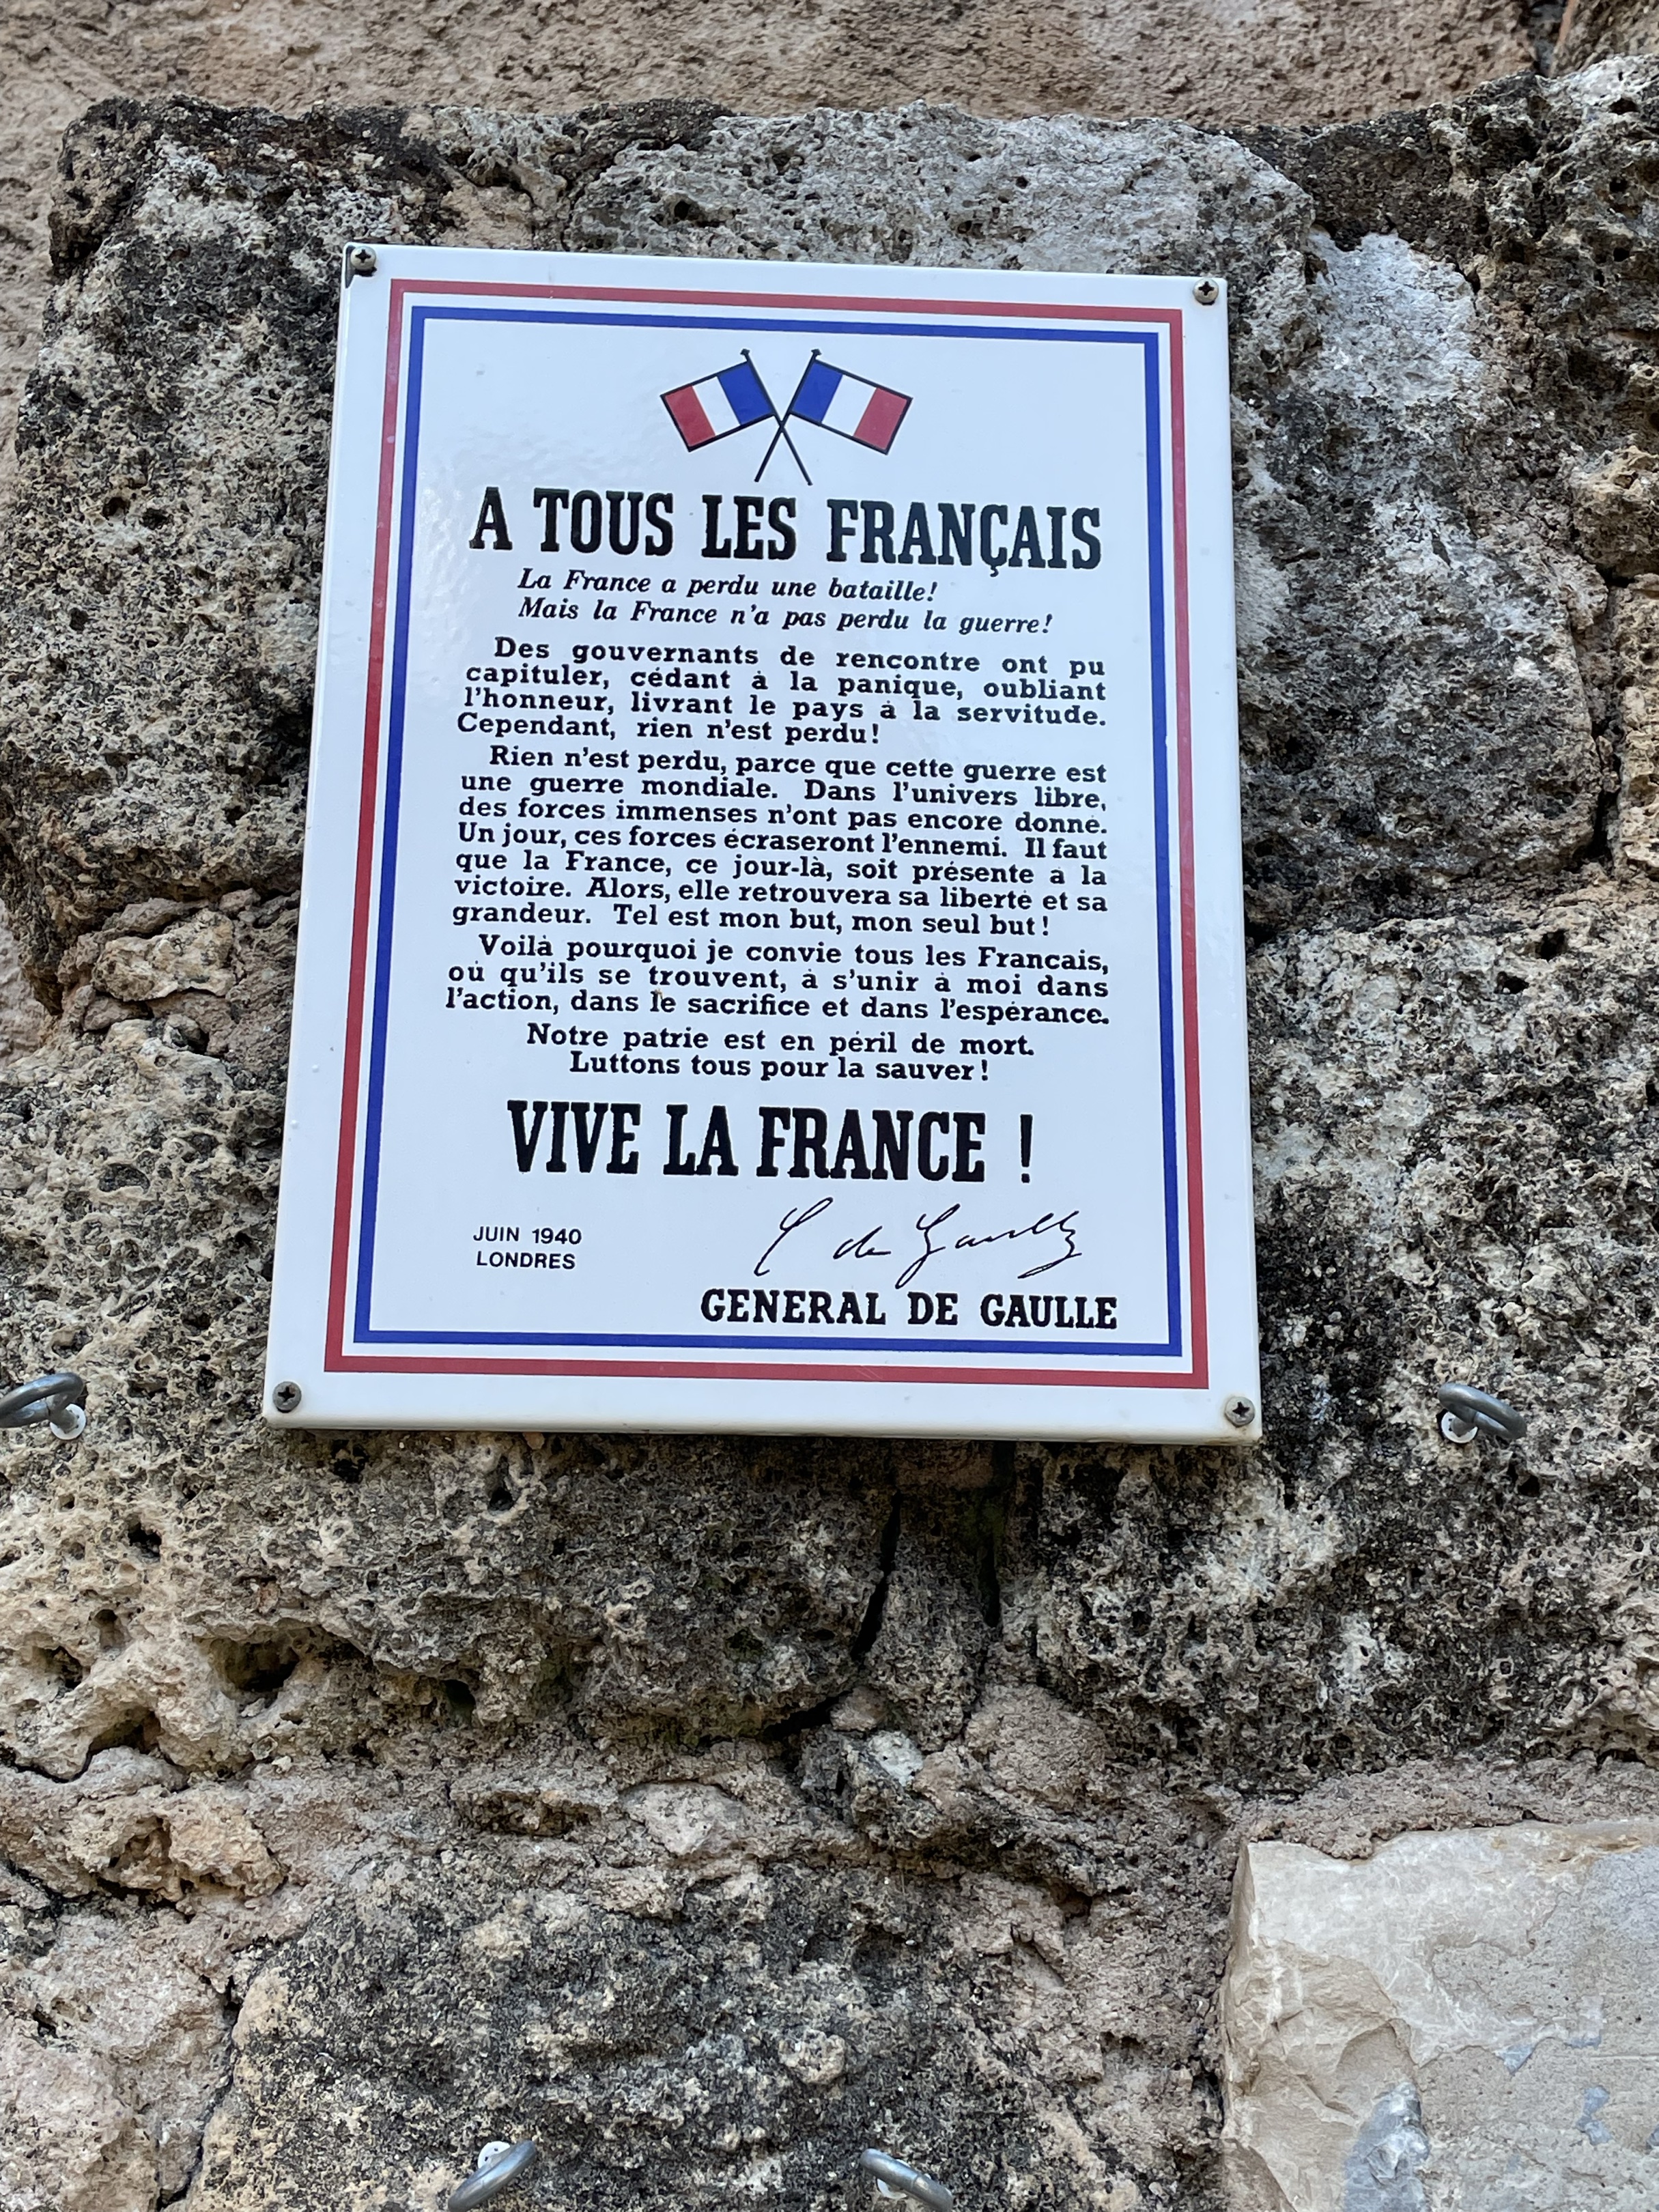 A TOUS LES FRANÇAIS
La France a perdu une bataille!
Mais la France n'a pas perdu la guerre!
Des gouvernants de rencontre ont pu
capituler, cédant à la panique, oubliant
l'honneur, livrant le pays à la servitude.
Cependant, rien n'est perdu!
Rien n'est perdu, parce que cette guerre est
une guerre mondiale. Dans l'univers libre,
des forces immenses n'ont pas encore donné.
Un jour, ces forces écraseront l'ennemi. Il faut
que la France, ce jour-là, soit présente à la
victoire. Alors, elle retrouvera sa liberté et sa
grandeur. Tel est mon but, mon seul but!
Voilà pourquoi je convie tous les Francais,
où qu'ils se trouvent, à s'unir à moi dans
l'action, dans le sacrifice et dans l'espérance.
Notre patrie est en péril de mort.
Luttons tous pour la sauver!
VIVE LA FRANCE !
JUIN 1940
LONDRES
C de Gaulle
GENERAL DE GAULLE